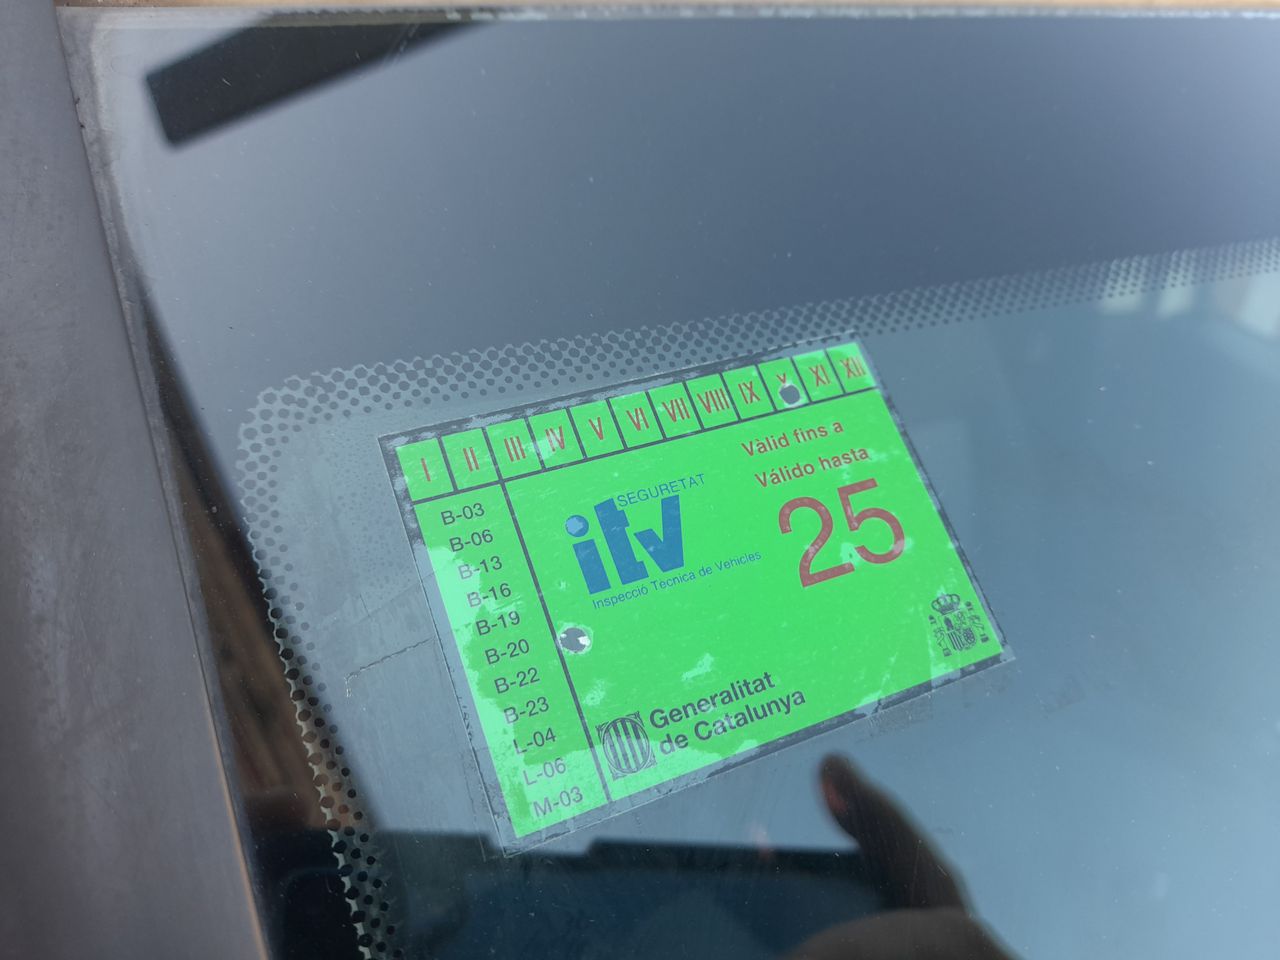 I II III IV V VI VII VIII IX X XI XII
Vàlid fins a
Válido hasta
25
SEGURETAT
itv
Inspecció Tècnica de Vehicles
B-03
B-06
B-13
B-16
B-19
B-20
B-22
B-23
L-04
L-06
M-03
Generalitat
de Catalunya